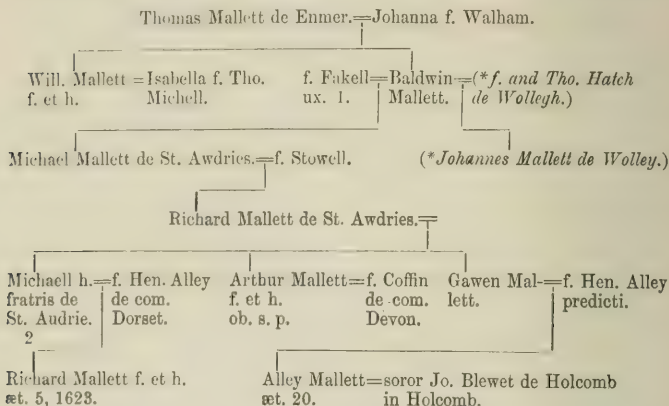 Thomas Mallett de Enmer.=Johanna f. Walham.
Will. Mallett =Isabella f. Tho. f. Fakell=Baldwin=(*f. and Tho. Hatch
f. et h. Michell. ux. 1. Mallett. de Wollegh.)
Michael Mallett de St. Awdries.=f. Stowell. (*Johannes Mallett de Wolley.)
Richard Mallett de St. Awdries.=
Michaell h.=f. Hen. Alley Arthur Mallett=f. Coffin Gawen Mal-=f. Hen. Alley
fratris de de com. f. et h. de com. lett. predicti.
St. Audrie. Dorset. ob. s. p. Devon.
2
Richard Mallett f. et h. Alley Mallett=soror Jo. Blewet de Holcomb
æt. 5, 1623. æt. 20. in Holcomb.